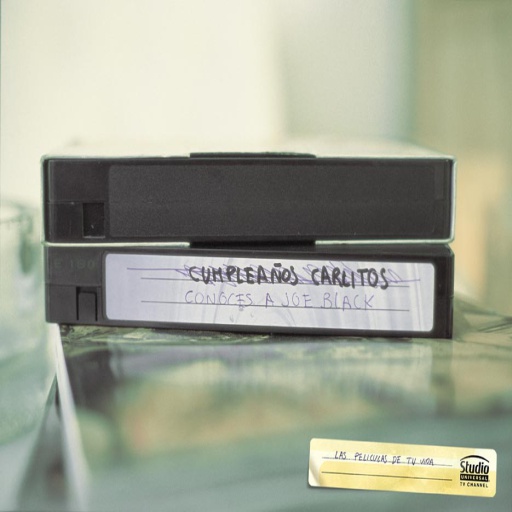 CUMPLEAÑOS CARLITOS
CONOCES A JOE BLACK
LAS PELICULAS DE TU VIDA
Studio
UNIVERSAL
TV CHANNEL